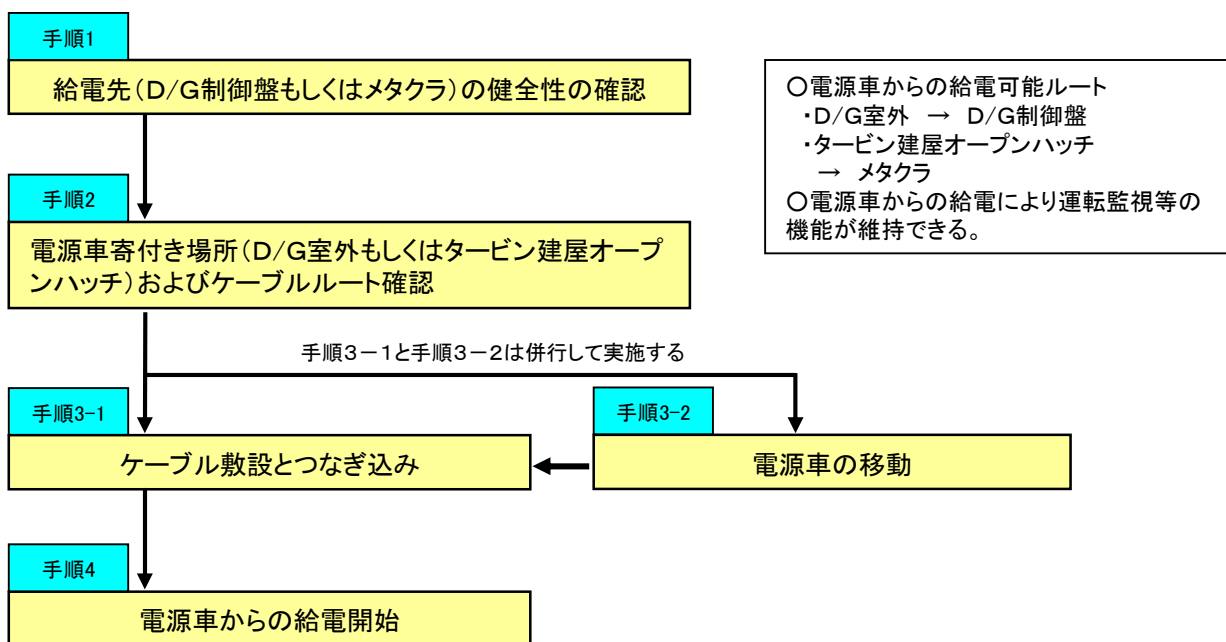 手順1
給電先(D/G制御盤もしくはメタクラ)の健全性の確認
○電源車からの給電可能ルート
・D/G室外 → D/G制御盤
・タービン建屋オープンハッチ
→ メタクラ
○電源車からの給電により運転監視等の
機能が維持できる。
手順2
電源車寄付き場所(D/G室外もしくはタービン建屋オープ
ンハッチ)およびケーブルルート確認
手順3-1と手順3-2は併行して実施する
手順3-1
ケーブル敷設とつなぎ込み
手順3-2
電源車の移動
手順4
電源車からの給電開始